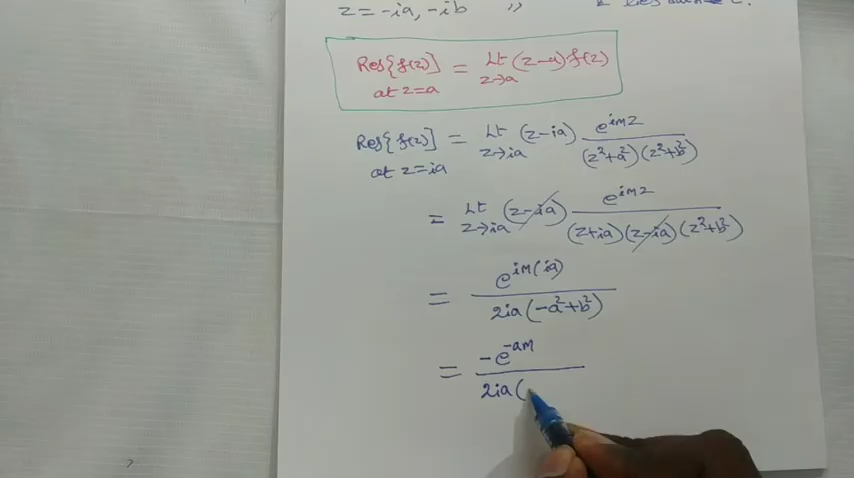 z = -ia, -ib ,,
Res{f(z)} = Lt (z-a) f(z)
at z=a z→a
Res{f(z)} = Lt (z-ia) e^{imz} / (z²+a²)(z²+b²)
at z=ia z→ia
= Lt (z-ia) e^{imz} / (z+ia)(z-ia)(z²+b²)
z→ia
= e^{im(ia)} / 2ia(-a²+b²)
= -e^{-am} / 2ia(